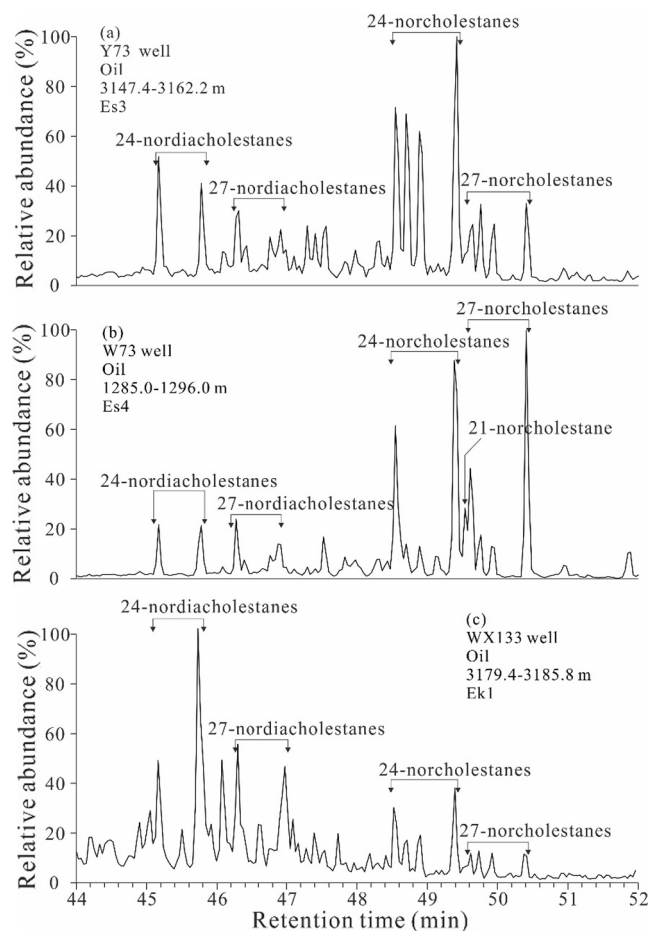 24-norcholestanes
(a)
Y73 well
Oil
3147.4-3162.2 m
Es3
24-nordiacholestanes
27-nordiacholestanes
27-norcholestanes
Relative abundance (%)
100
80
60
40
20
0
(b)
W73 well
Oil
1285.0-1296.0 m
Es4
27-norcholestanes
24-norcholestanes
21-norcholestane
24-nordiacholestanes
27-nordiacholestanes
Relative abundance (%)
100
80
60
40
20
0
24-nordiacholestanes
(c)
WX133 well
Oil
3179.4-3185.8 m
Ek1
27-nordiacholestanes
24-norcholestanes
27-norcholestanes
Relative abundance (%)
100
80
60
40
20
0
44 45 46 47 48 49 50 51 52
Retention time (min)